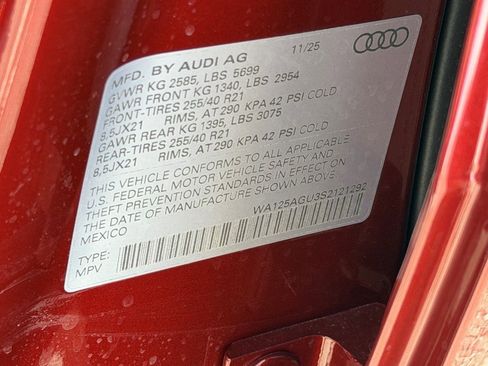 MFD. BY AUDI AG 11/25
GVWR KG 2585, LBS 5699
GAWR FRONT KG 1340, LBS 2954
FRONT-TIRES 255/40 R21
8,5JX21 RIMS, AT 290 KPA 42 PSI COLD
GAWR REAR KG 1395, LBS 3075
REAR-TIRES 255/40 R21
8,5JX21 RIMS, AT 290 KPA 42 PSI COLD
THIS VEHICLE CONFORMS TO ALL APPLICABLE
U.S. FEDERAL MOTOR VEHICLE SAFETY AND
THEFT PREVENTION STANDARDS IN EFFECT ON
THE DATE OF MANUFACTURE SHOWN ABOVE.
MEXICO
WA125AGU3S2121292
TYPE:
MPV